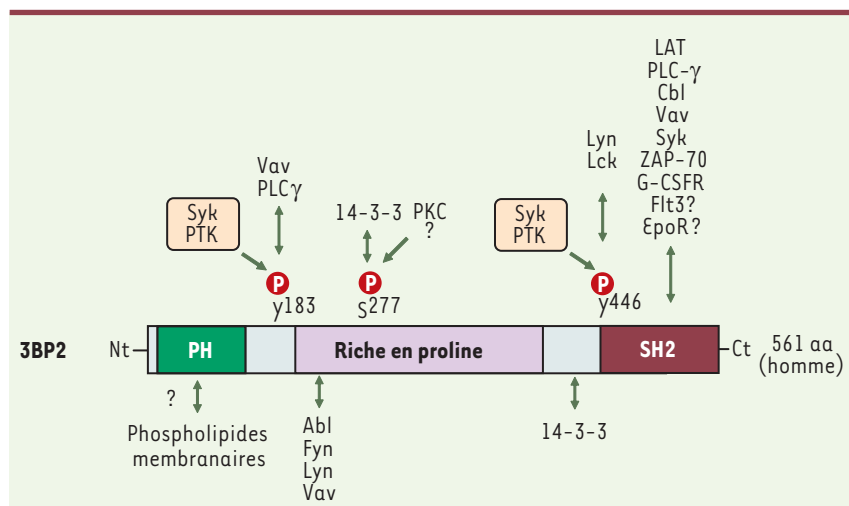 LAT
PLC-γ
Cbl
Vav
Syk
ZAP-70
G-CSFR
Flt3?
EpoR ?
Lyn
Lck
Vav
PLCγ
Syk
PTK
14-3-3
PKC
?
Syk
PTK
P
y183
P
S277
P
y446
3BP2
Nt
PH
Riche en proline
SH2
Ct
561 aa
(homme)
?
Phospholipides
membranaires
Abl
Fyn
Lyn
Vav
14-3-3